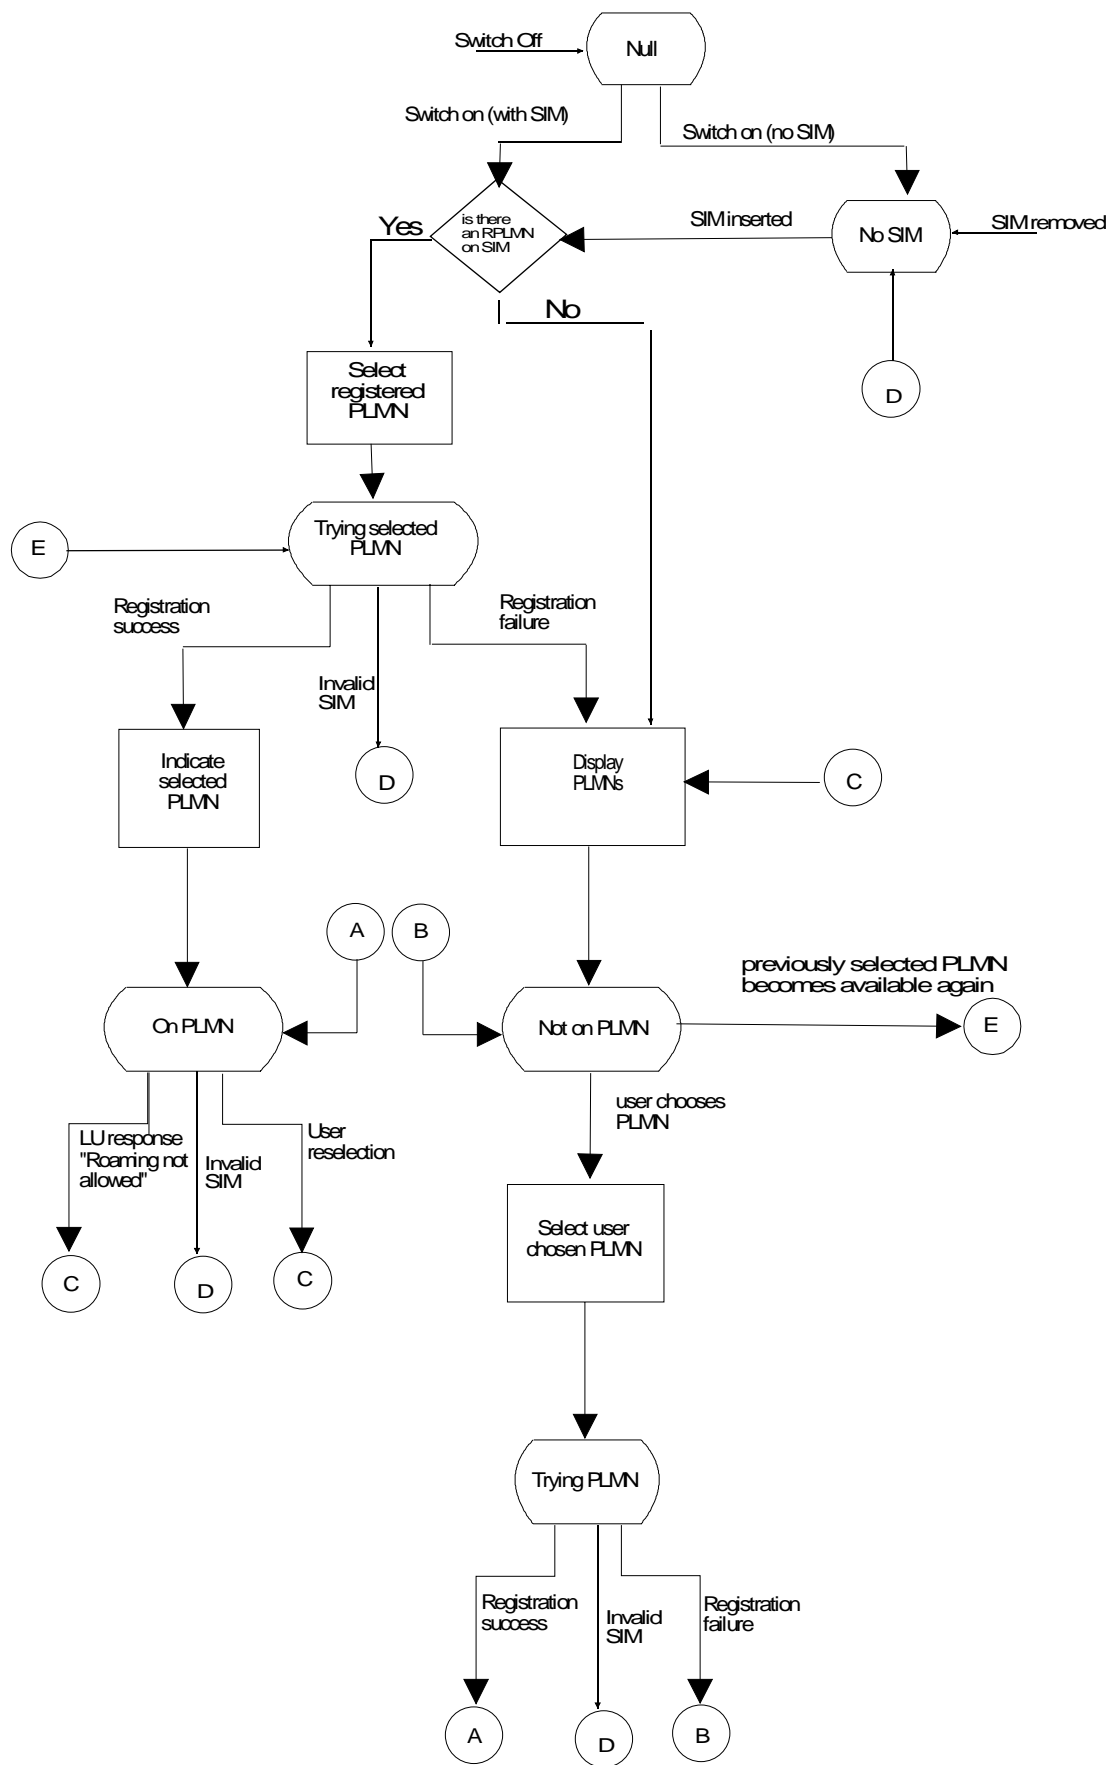 Switch Off
Null
Switch on (with SIM)
Switch on (no SIM)
Yes
is there
an RPLMN
on SIM
SIM inserted
No SIM
SIM removed
No
Select
registered
PLMN
D
E
Trying selected
PLMN
Registration
success
Registration
failure
Invalid
SIM
Indicate
selected
PLMN
D
Display
PLMNs
C
A
B
previously selected PLMN
becomes available again
On PLMN
Not on PLMN
E
user chooses
PLMN
LU response
"Roaming not
allowed"
Invalid
SIM
User
reselection
Select user
chosen PLMN
C
D
C
Trying PLMN
Registration
success
Invalid
SIM
Registration
failure
A
D
B